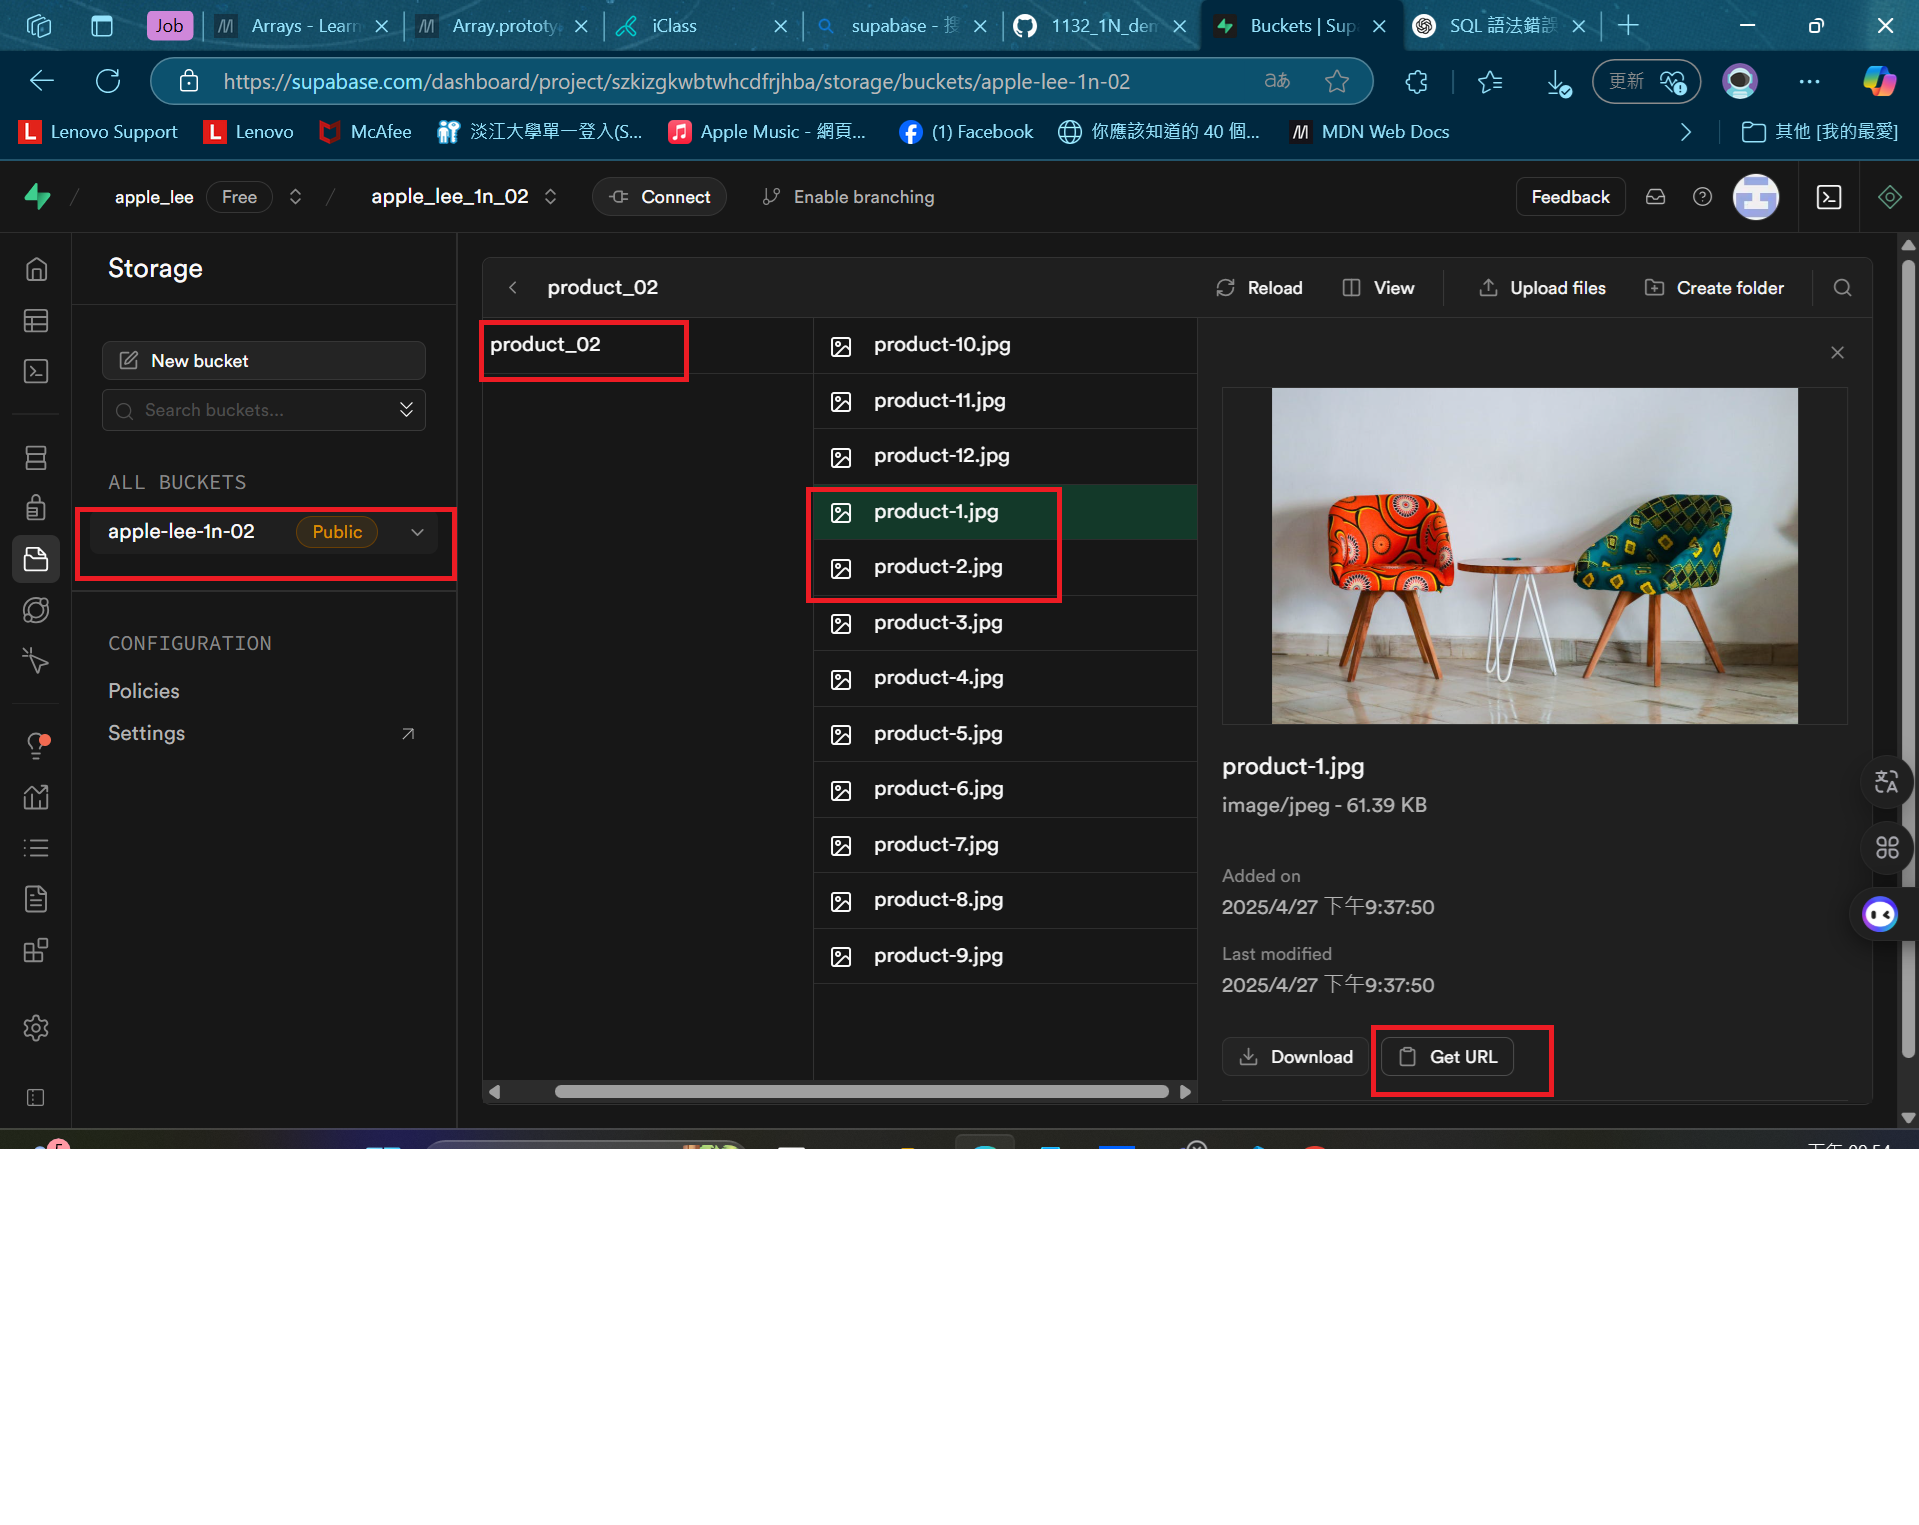 Job
Arrays - Learn
Array.prototyp
iClass
supabase - 搜
1132_1N_den
Buckets | Sup
SQL 語法錯誤
https://supabase.com/dashboard/project/szkizgkwbtwhcdfrjhba/storage/buckets/apple-lee-1n-02
更新
Lenovo Support
Lenovo
McAfee
淡江大學單一登入(S...
Apple Music - 網頁...
(1) Facebook
你應該知道的 40 個...
MDN Web Docs
其他 [我的最愛]
apple_lee
Free
apple_lee_1n_02
Connect
Enable branching
Feedback
Storage
New bucket
Search buckets...
ALL BUCKETS
apple-lee-1n-02
Public
CONFIGURATION
Policies
Settings
product_02
Reload
View
Upload files
Create folder
product_02
product-10.jpg
product-11.jpg
product-12.jpg
product-1.jpg
product-2.jpg
product-3.jpg
product-4.jpg
product-5.jpg
product-6.jpg
product-7.jpg
product-8.jpg
product-9.jpg
product-1.jpg
image/jpeg - 61.39 KB
Added on
2025/4/27 下午9:37:50
Last modified
2025/4/27 下午9:37:50
Download
Get URL